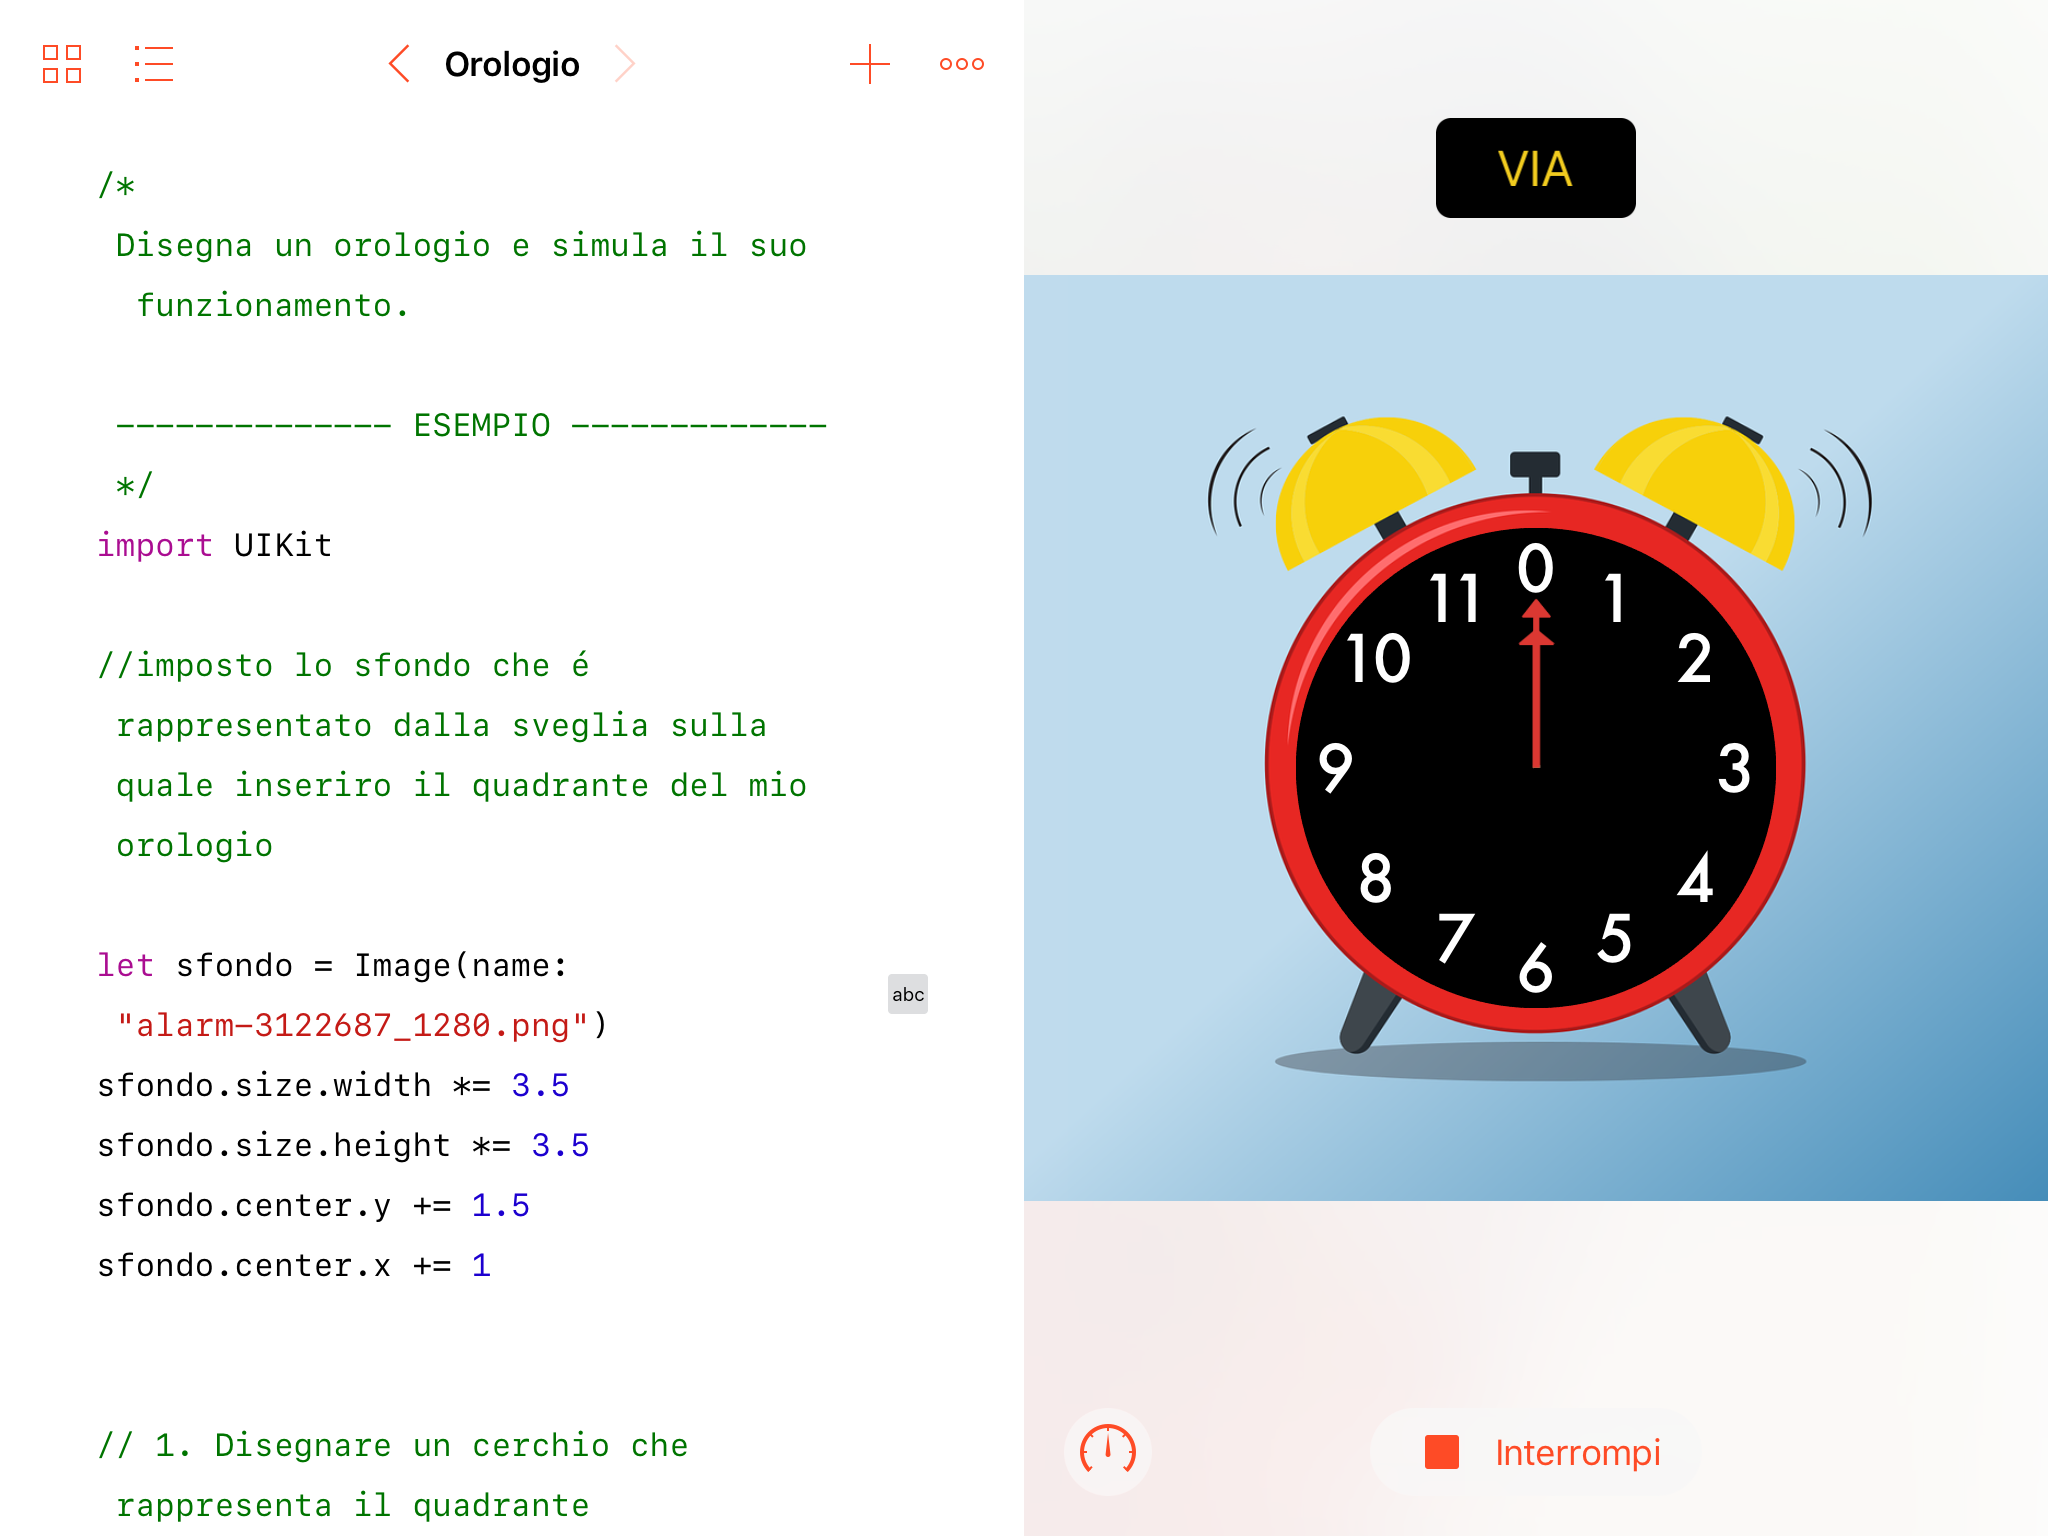 Orologio
/*
Disegna un orologio e simula il suo
funzionamento.
-------------- ESEMPIO -------------
*/
import UIKit
//imposto lo sfondo che é
rappresentato dalla sveglia sulla
quale inseriro il quadrante del mio
orologio
let sfondo = Image(name:
"alarm-3122687_1280.png")
abc
sfondo.size.width *= 3.5
sfondo.size.height *= 3.5
sfondo.center.y += 1.5
sfondo.center.x += 1
// 1. Disegnare un cerchio che
rappresenta il quadrante
VIA
0
1
2
3
4
5
6
7
8
9
10
11
Interrompi